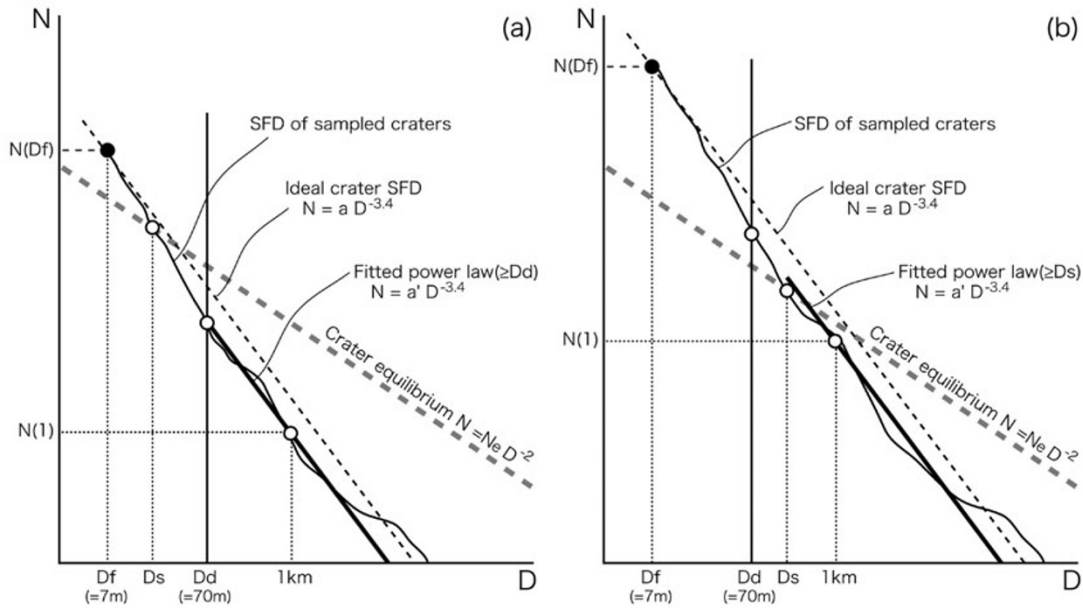 N
(a)
N(Df)
SFD of sampled craters
Ideal crater SFD
N = a D-3.4
Fitted power law(≥Dd)
N = a' D-3.4
Crater equilibrium N =Ne D-2
N(1)
Df
(=7m)
Ds
Dd
(=70m)
1km
D
N
(b)
N(Df)
SFD of sampled craters
Ideal crater SFD
N = a D-3.4
Fitted power law(≥Ds)
N = a' D-3.4
Crater equilibrium N =Ne D-2
N(1)
Df
(=7m)
Dd
(=70m)
Ds
1km
D